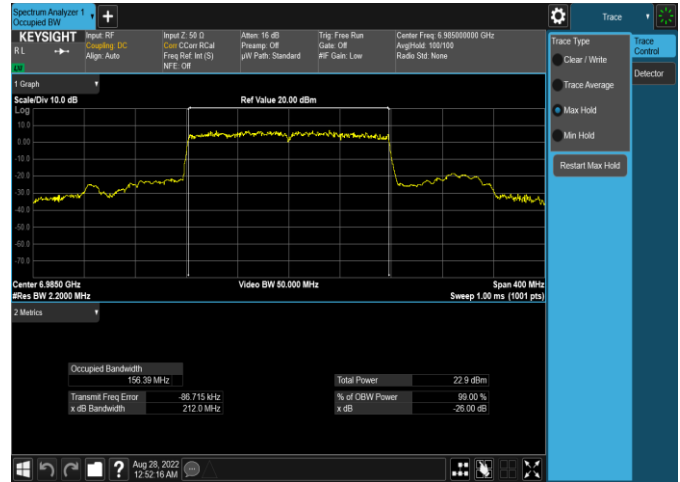 Spectrum Analyzer 1
Occupied BW
Trace
KEYSIGHT
R L
LW
Input: RF
Coupling: DC
Align: Auto
Input Z: 50 Ω
Corr CCorr RCal
Freq Ref: Int (S)
NFE: Off
Atten: 16 dB
Preamp: Off
µW Path: Standard
Trig: Free Run
Gate: Off
#IF Gain: Low
Center Freq: 6.985000000 GHz
Avg|Hold: 100/100
Radio Std: None
Trace Type
Clear / Write
Trace Average
Max Hold
Min Hold
Restart Max Hold
Trace
Control
Detector
1 Graph
Scale/Div 10.0 dB
Ref Value 20.00 dBm
Log
10.0
0.00
-10.0
-20.0
-30.0
-40.0
-50.0
-60.0
-70.0
Center 6.9850 GHz
#Res BW 2.2000 MHz
Video BW 50.000 MHz
Span 400 MHz
Sweep 1.00 ms (1001 pts)
2 Metrics
Occupied Bandwidth
156.39 MHz
Transmit Freq Error -86.715 kHz
x dB Bandwidth 212.0 MHz
Total Power 22.9 dBm
% of OBW Power 99.00 %
x dB -26.00 dB
Aug 28, 2022
12:52:16 AM